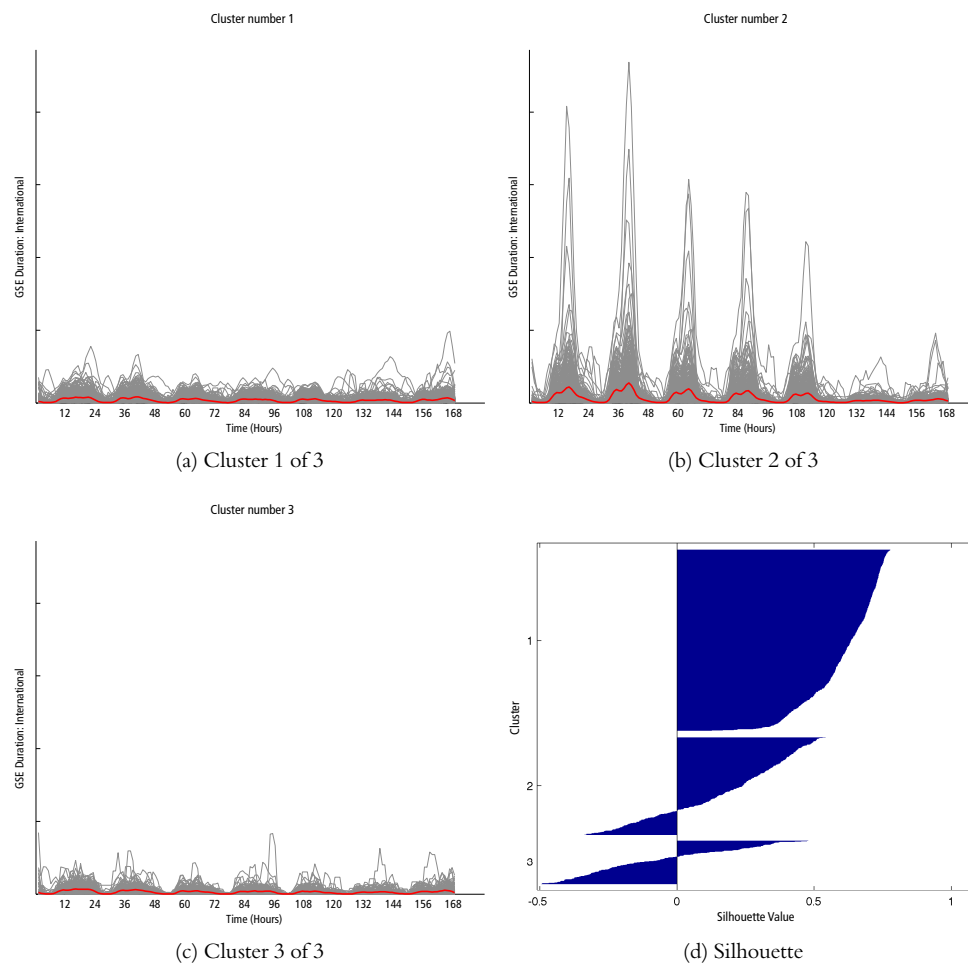 Cluster number 1
GSE Duration: International
12 24 36 48 60 72 84 96 108 120 132 144 156 168
Time (Hours)
(a) Cluster 1 of 3
Cluster number 2
GSE Duration: International
12 24 36 48 60 72 84 96 108 120 132 144 156 168
Time (Hours)
(b) Cluster 2 of 3
Cluster number 3
GSE Duration: International
12 24 36 48 60 72 84 96 108 120 132 144 156 168
Time (Hours)
(c) Cluster 3 of 3
Cluster
1
2
3
-0.5 0 0.5 1
Silhouette Value
(d) Silhouette